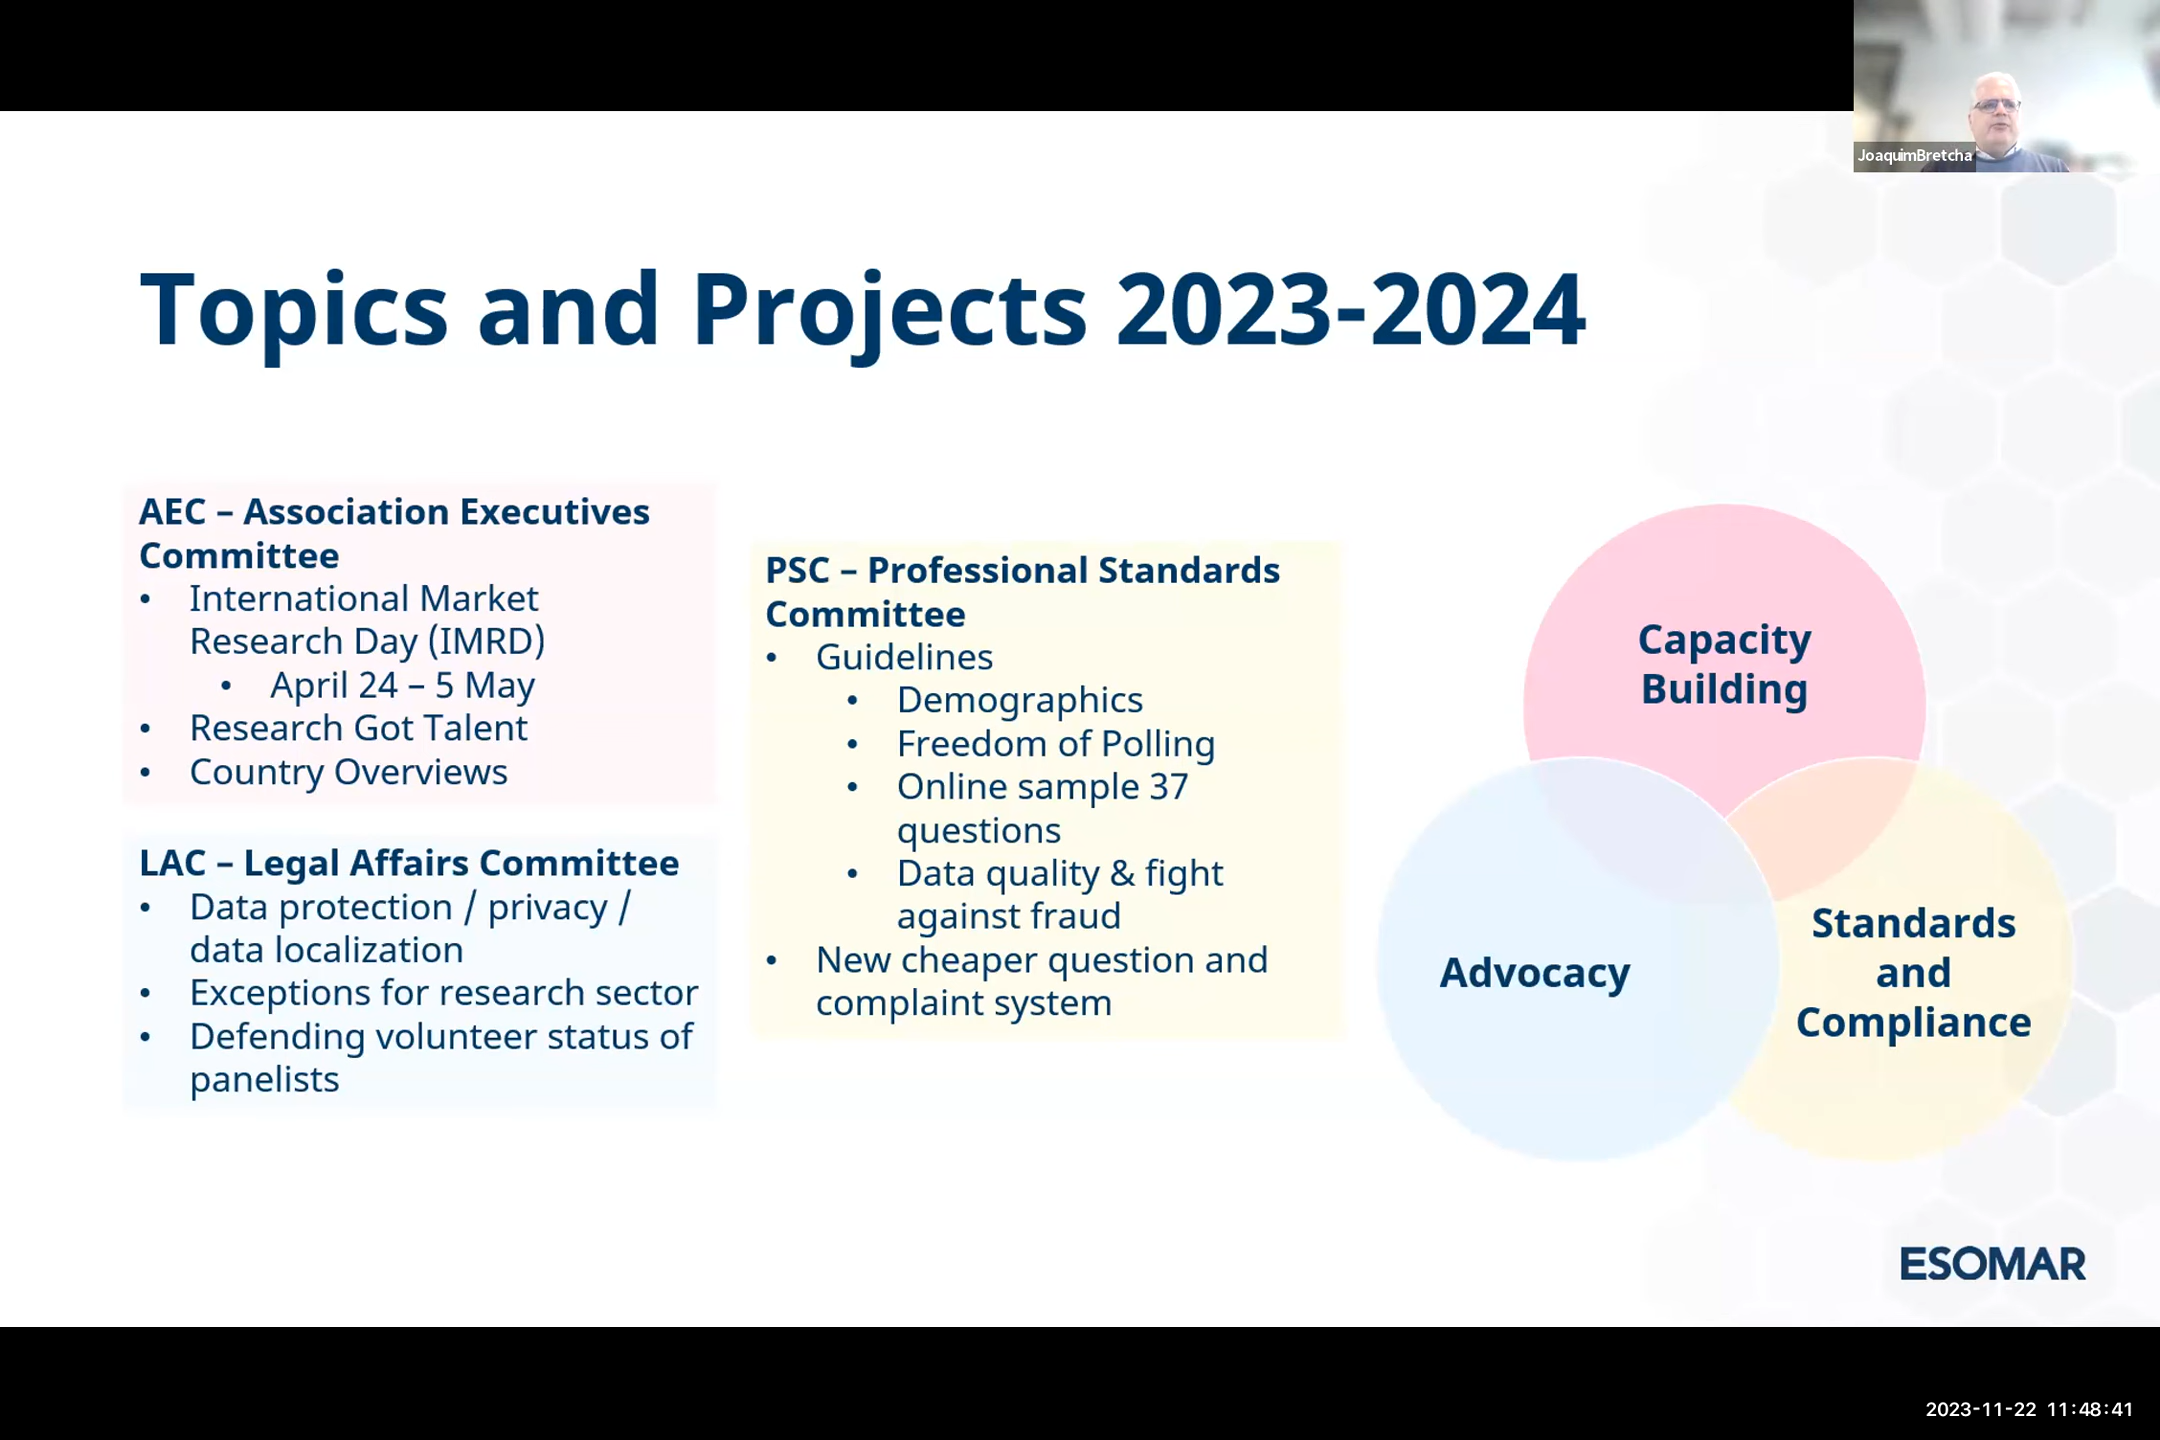 JoaquimBretcha
Topics and Projects 2023-2024
AEC – Association Executives
Committee
• International Market
Research Day (IMRD)
• April 24 – 5 May
• Research Got Talent
• Country Overviews
LAC – Legal Affairs Committee
• Data protection / privacy /
data localization
• Exceptions for research sector
• Defending volunteer status of
panelists
PSC – Professional Standards
Committee
• Guidelines
• Demographics
• Freedom of Polling
• Online sample 37
questions
• Data quality & fight
against fraud
• New cheaper question and
complaint system
Capacity
Building
Advocacy
Standards
and
Compliance
ESOMAR
2023-11-22 11:48:41